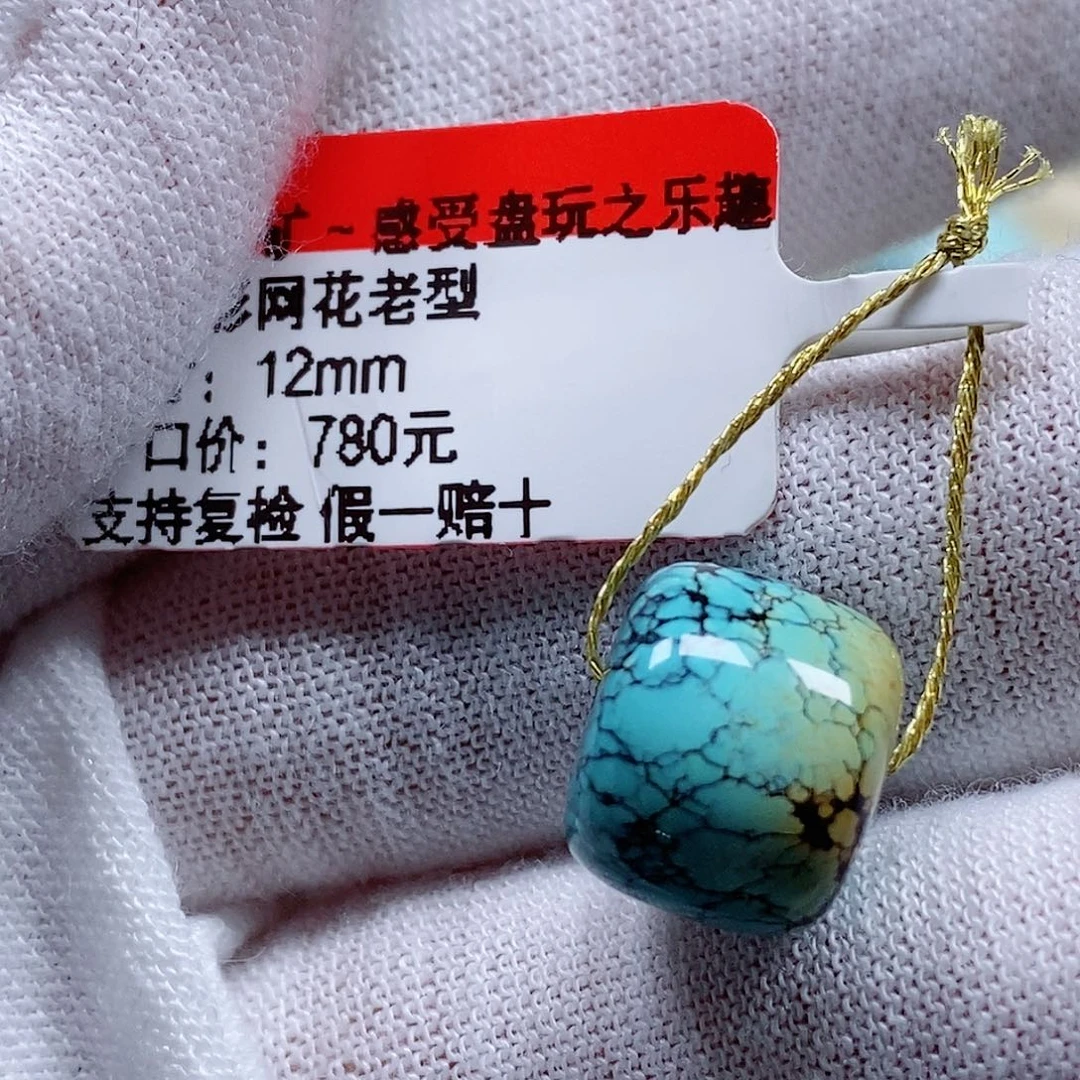 ~感受盘玩之乐趣
网花老型
: 12mm
口价: 780元
支持复检 假一赔十